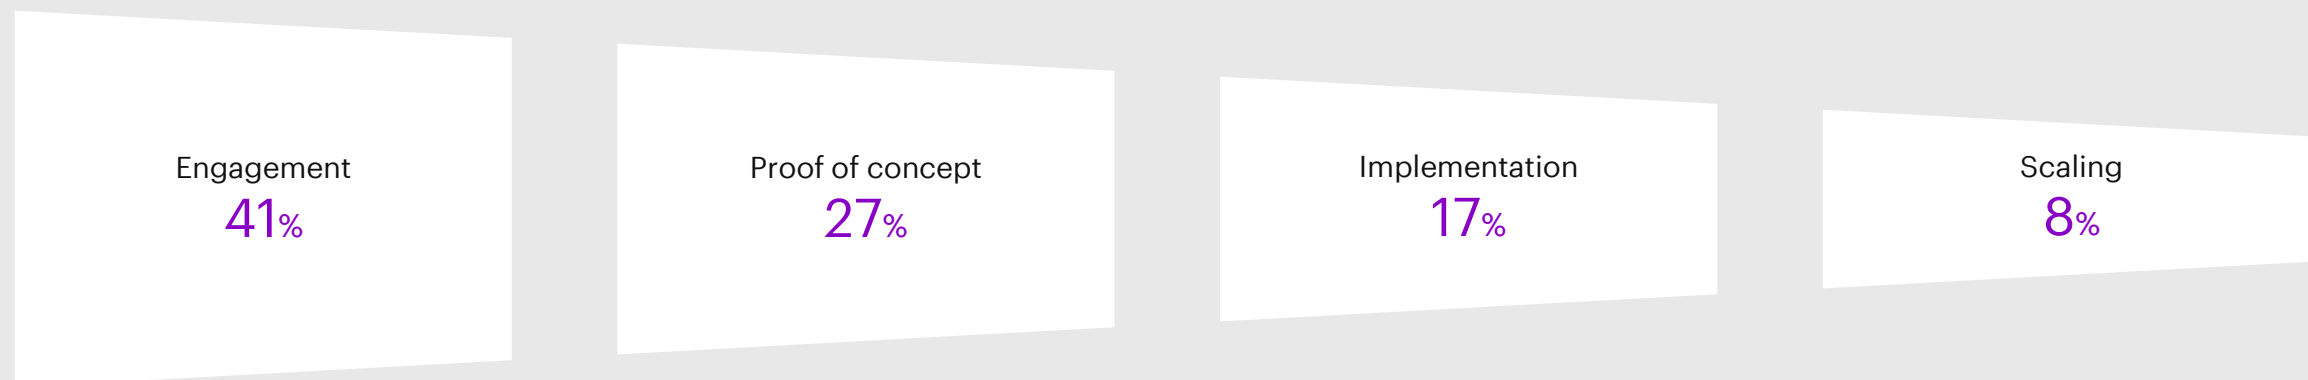 Engagement
41%
Proof of concept
27%
Implementation
17%
Scaling
8%